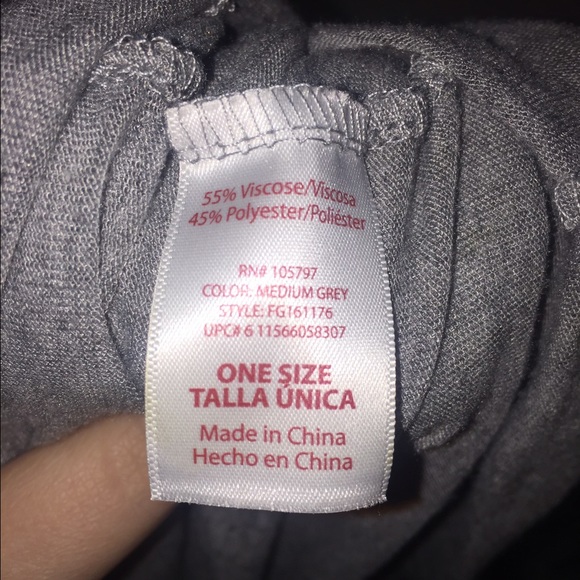 55% Viscose/Viscosa
45% Polyester/Poliéster
RN# 105797
COLOR: MEDIUM GREY
STYLE: FG161176
UPC# 6 11566058307
ONE SIZE
TALLA ÚNICA
Made in China
Hecho en China